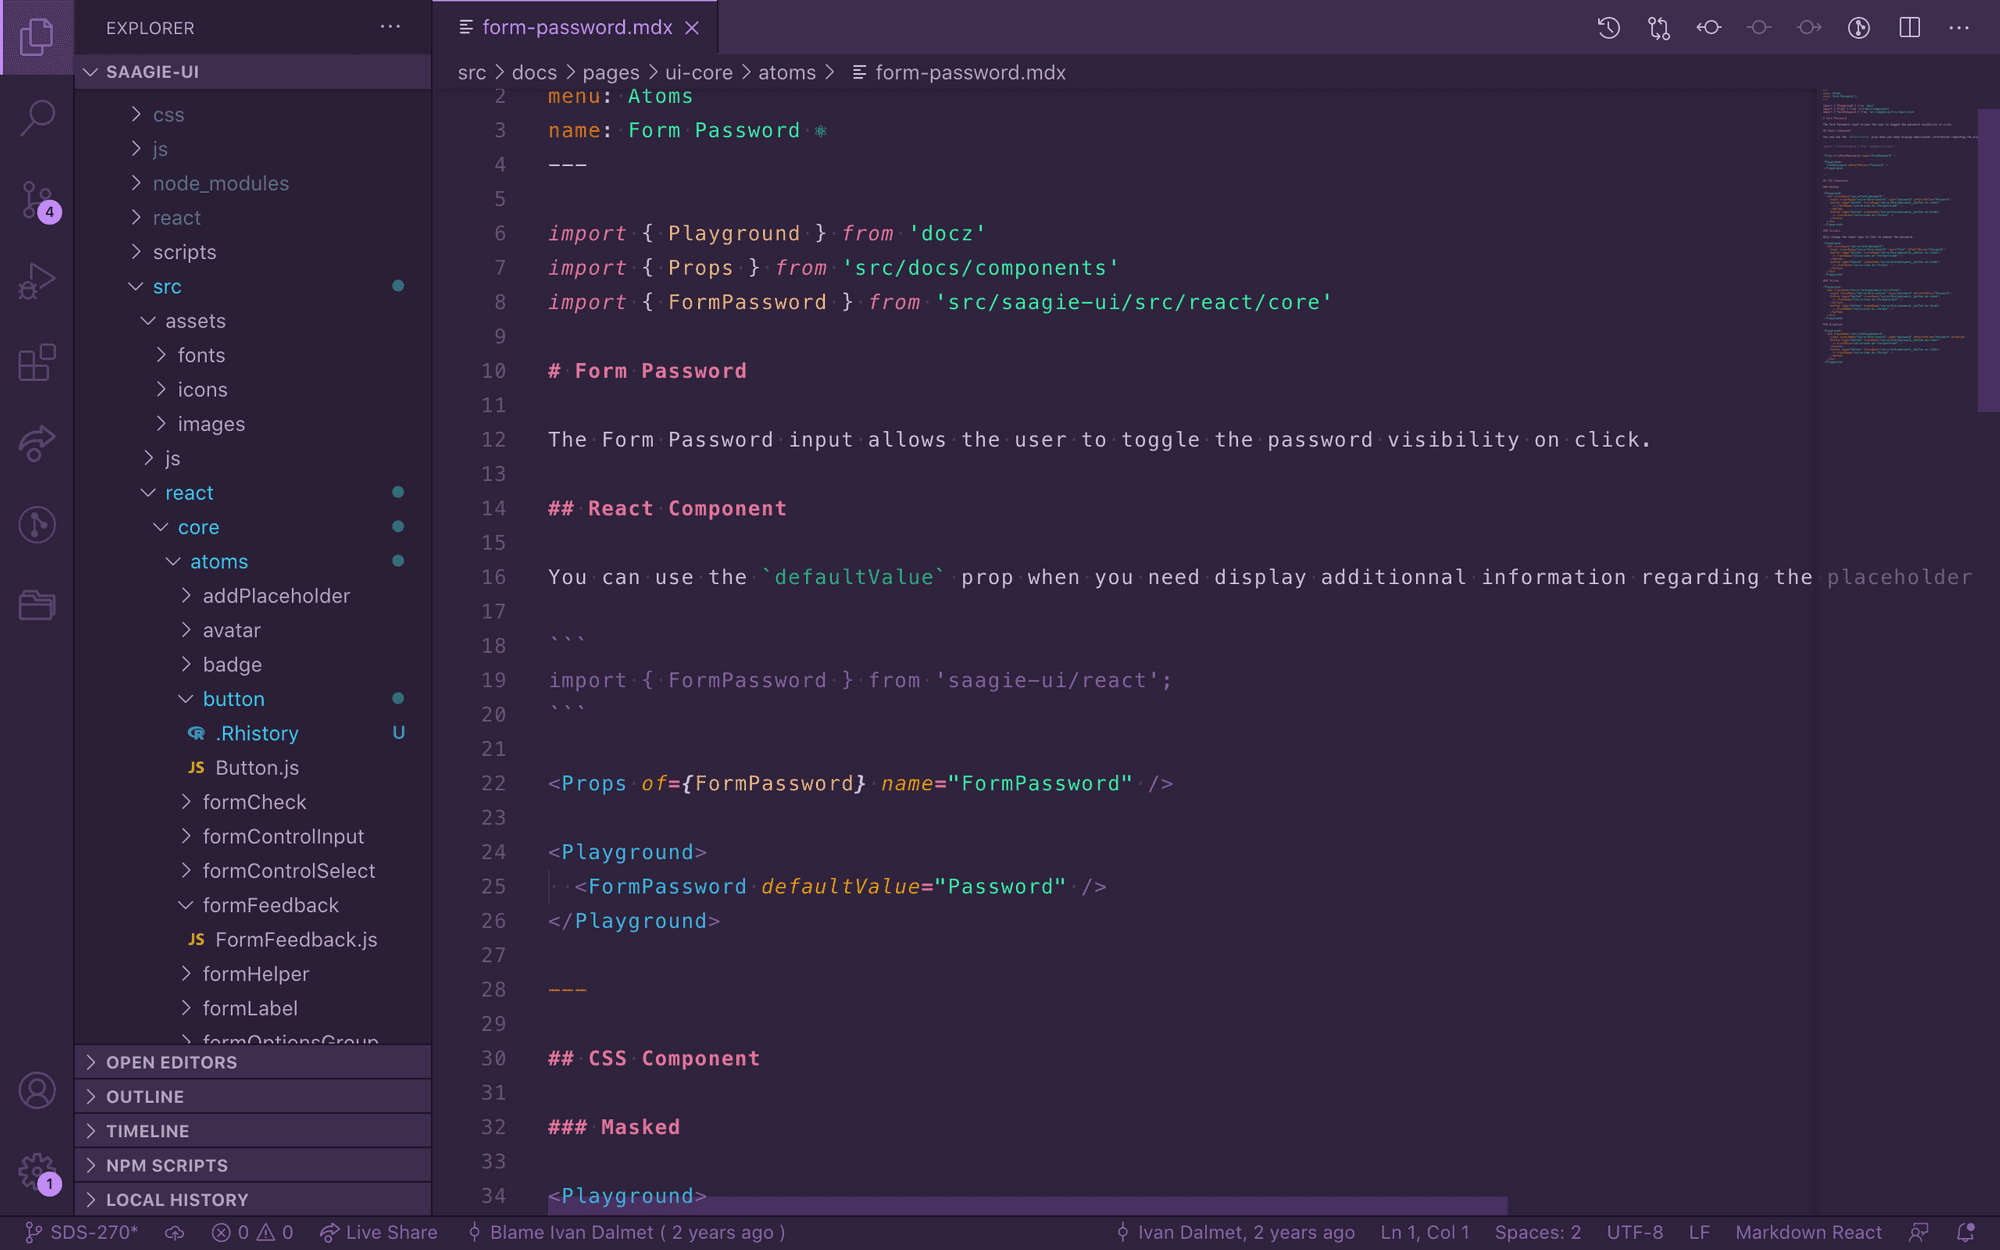 EXPLORER
SAAGIE-UI
css
js
node_modules
react
scripts
src
assets
fonts
icons
images
js
react
core
atoms
addPlaceholder
avatar
badge
button
.Rhistory U
JS Button.js
formCheck
formControlInput
formControlSelect
formFeedback
JS FormFeedback.js
formHelper
formLabel
formOptionsGroup
OPEN EDITORS
OUTLINE
TIMELINE
NPM SCRIPTS
LOCAL HISTORY
4
1
form-password.mdx
src > docs > pages > ui-core > atoms > form-password.mdx
2 menu: Atoms
3 name: Form Password ⚛
4 ---
5
6 import { Playground } from 'docz'
7 import { Props } from 'src/docs/components'
8 import { FormPassword } from 'src/saagie-ui/src/react/core'
9
10 # Form Password
11
12 The Form Password input allows the user to toggle the password visibility on click.
13
14 ## React Component
15
16 You can use the `defaultValue` prop when you need display additionnal information regarding the placeholder
17
18 ```
19 import { FormPassword } from 'saagie-ui/react';
20 ```
21
22 <Props of={FormPassword} name="FormPassword" />
23
24 <Playground>
25   <FormPassword defaultValue="Password" />
26 </Playground>
27
28 ---
29
30 ## CSS Component
31
32 ### Masked
33
34 <Playground>
SDS-270* 0 0 Live Share Blame Ivan Dalmet ( 2 years ago ) Ivan Dalmet, 2 years ago Ln 1, Col 1 Spaces: 2 UTF-8 LF Markdown React